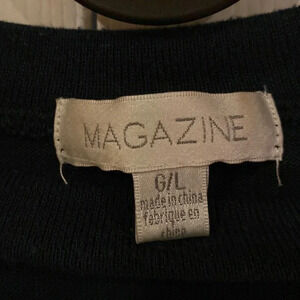 MAGAZINE
G/L
made in china
fabriqué en
chine